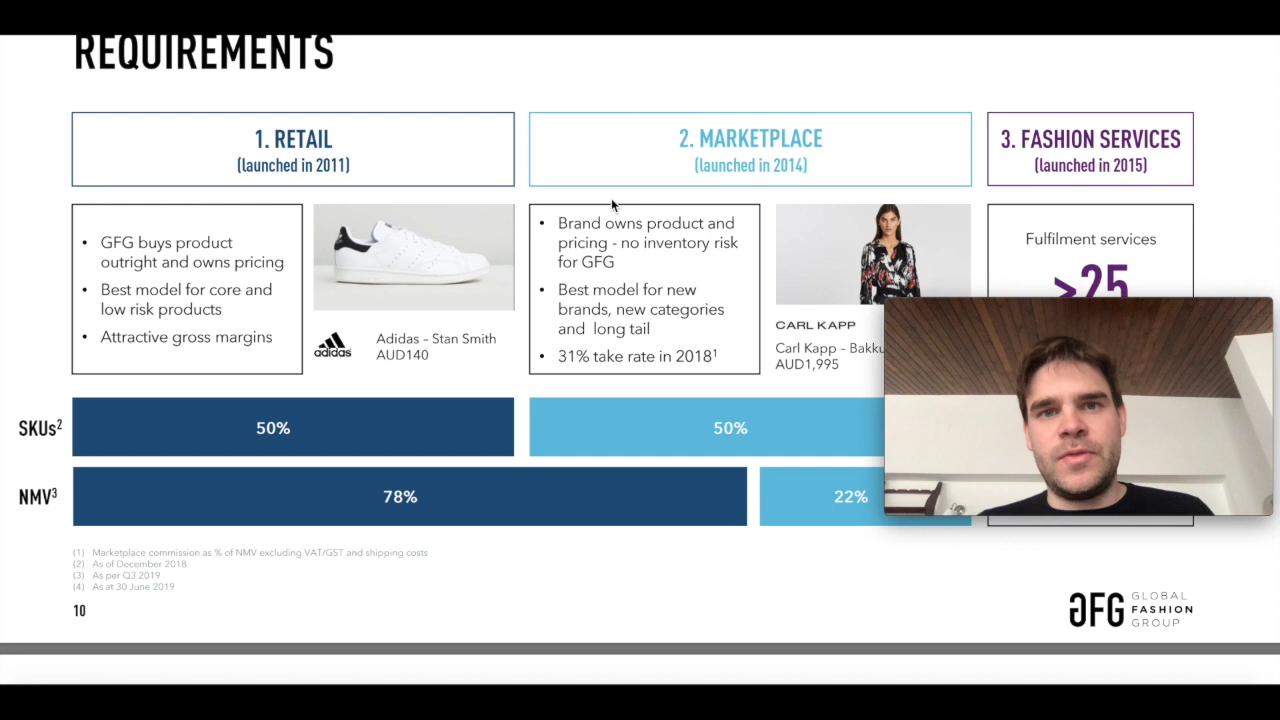 REQUIREMENTS
1. RETAIL
(launched in 2011)
2. MARKETPLACE
(launched in 2014)
3. FASHION SERVICES
(launched in 2015)
• GFG buys product
outright and owns pricing
• Best model for core and
low risk products
• Attractive gross margins
adidas
Adidas – Stan Smith
AUD140
• Brand owns product and
pricing - no inventory risk
for GFG
• Best model for new
brands, new categories
and long tail
• 31% take rate in 2018¹
CARL KAPP
Carl Kapp – Bakku
AUD1,995
Fulfilment services
>25
SKUs²
50%
50%
NMV³
78%
22%
(1) Marketplace commission as % of NMV excluding VAT/GST and shipping costs
(2) As of December 2018
(3) As per Q3 2019
(4) As at 30 June 2019
10
GFG
GLOBAL
FASHION
GROUP